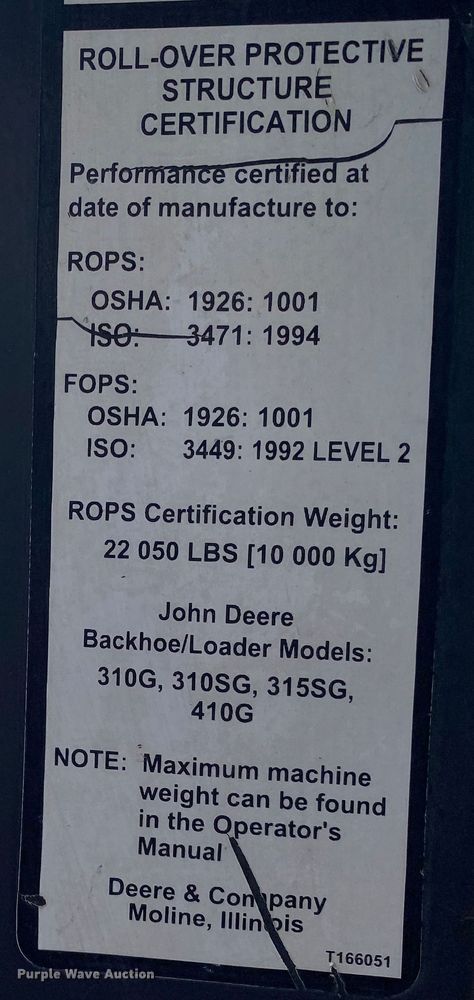 ROLL-OVER PROTECTIVE
STRUCTURE
CERTIFICATION
Performance certified at
date of manufacture to:
ROPS:
OSHA: 1926: 1001
ISO: 3471: 1994
FOPS:
OSHA: 1926: 1001
ISO: 3449: 1992 LEVEL 2
ROPS Certification Weight:
22 050 LBS [10 000 Kg]
John Deere
Backhoe/Loader Models:
310G, 310SG, 315SG,
410G
NOTE: Maximum machine
weight can be found
in the Operator's
Manual
Deere & Company
Moline, Illinois
T166051
Purple Wave Auction